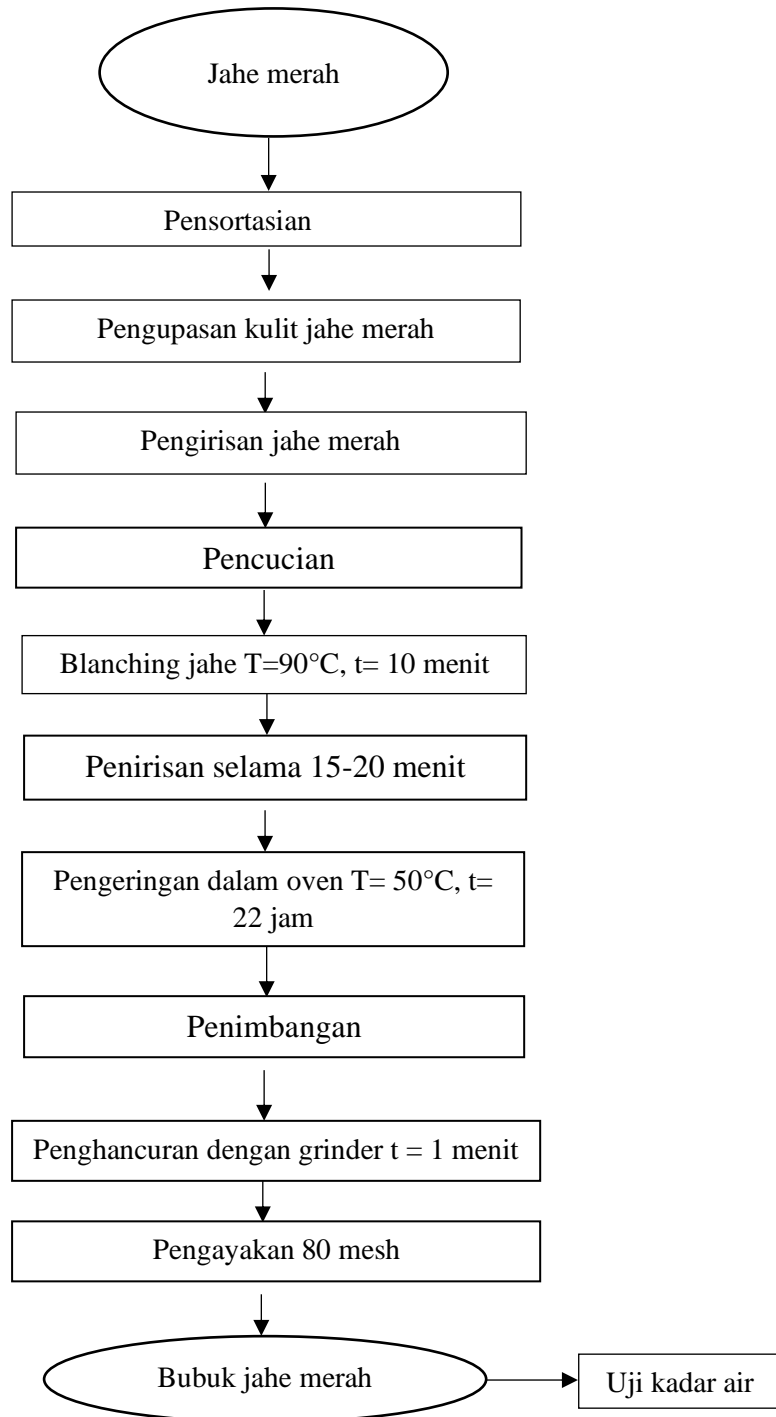 Jahe merah
Pensortasian
Pengupasan kulit jahe merah
Pengirisan jahe merah
Pencucian
Blanching jahe T=90°C, t= 10 menit
Penirisan selama 15-20 menit
Pengeringan dalam oven T= 50°C, t=
22 jam
Penimbangan
Penghancuran dengan grinder t = 1 menit
Pengayakan 80 mesh
Bubuk jahe merah
Uji kadar air